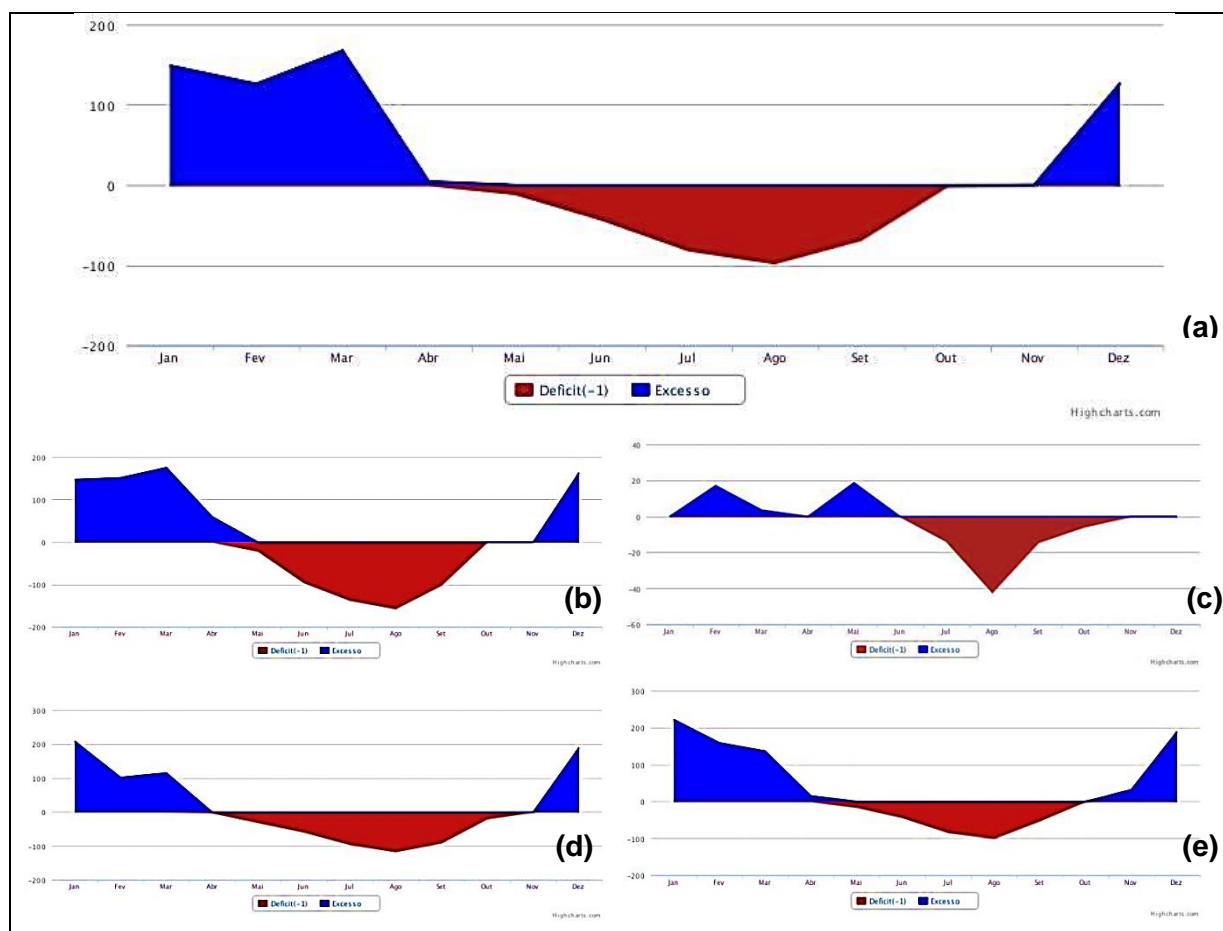 200
100
0
-100
-200
Jan Fev Mar Abr Mai Jun Jul Ago Set Out Nov Dez
(a)
Deficit(-1) Excesso
Highcharts.com
200
100
0
-100
-200
Jan Fev Mar Abr Mai Jun Jul Ago Set Out Nov Dez
(b)
Deficit(-1) Excesso
Highcharts.com
40
20
0
-20
-40
-60
Jan Fev Mar Abr Mai Jun Jul Ago Set Out Nov Dez
(c)
Deficit(-1) Excesso
Highcharts.com
300
200
100
0
-100
-200
Jan Fev Mar Abr Mai Jun Jul Ago Set Out Nov Dez
(d)
Deficit(-1) Excesso
Highcharts.com
300
200
100
0
-100
-200
Jan Fev Mar Abr Mai Jun Jul Ago Set Out Nov Dez
(e)
Deficit(-1) Excesso
Highcharts.com